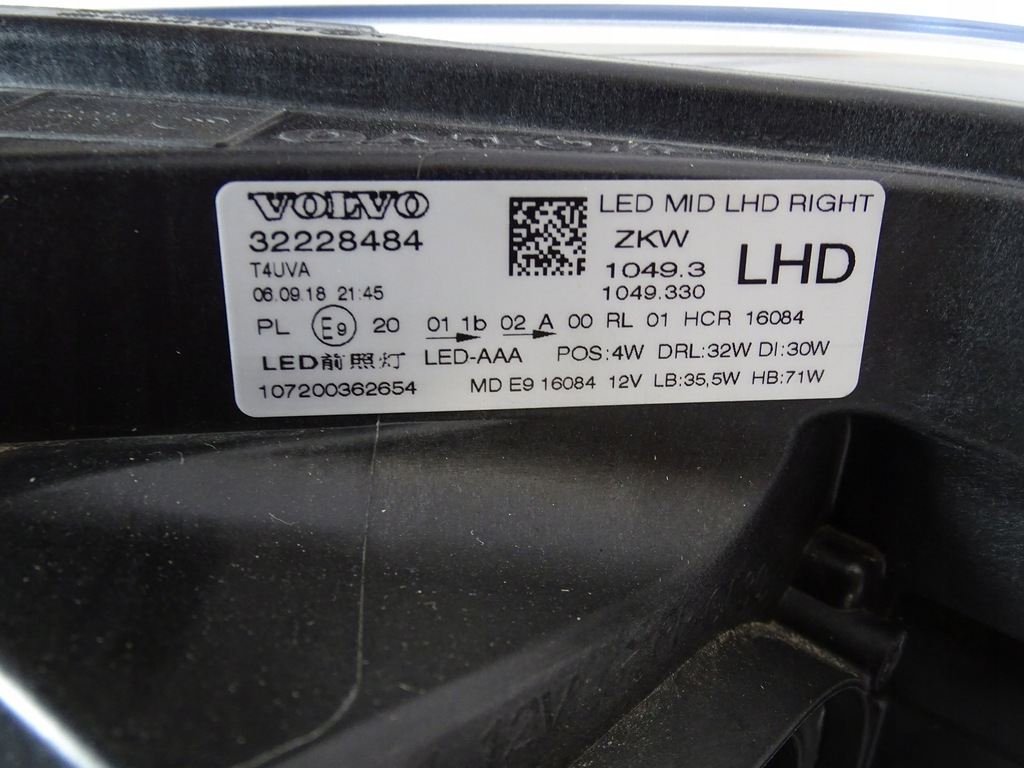 VOLVO
32228484
T4UVA
06.09.18 21:45
LED MID LHD RIGHT
ZKW
1049.3
1049.330
LHD
PL E9 20 01 1b 02 A 00 RL 01 HCR 16084
LED前照灯 LED-AAA POS:4W DRL:32W DI:30W
107200362654 MD E9 16084 12V LB:35,5W HB:71W